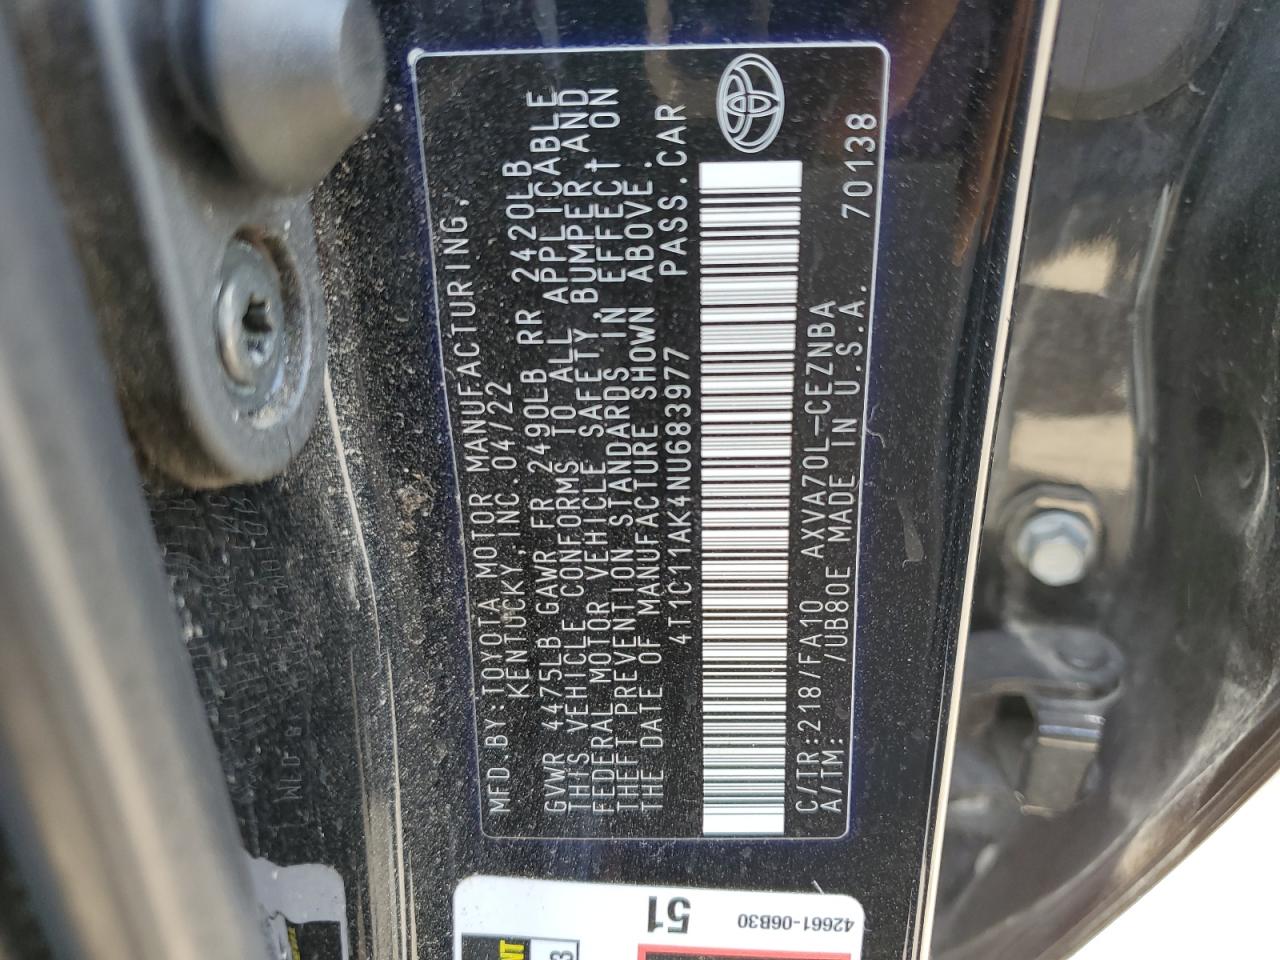 MFD.BY:TOYOTA MOTOR MANUFACTURING,
KENTUCKY,INC.04/22
GVWR 4475LB GAWR FR 2490LB RR 2420LB
THIS VEHICLE CONFORMS TO ALL APPLICABLE
FEDERAL MOTOR VEHICLE SAFETY,BUMPER,AND
THEFT PREVENTION STANDARDS IN EFFECT ON
THE DATE OF MANUFACTURE SHOWN ABOVE.
4T1C11AK4NU683977 PASS.CAR
C/TR:218/FA10 AXVA70L-CEZNBA
A/TM: /UB80E MADE IN U.S.A. 70138
51
42661-06B30